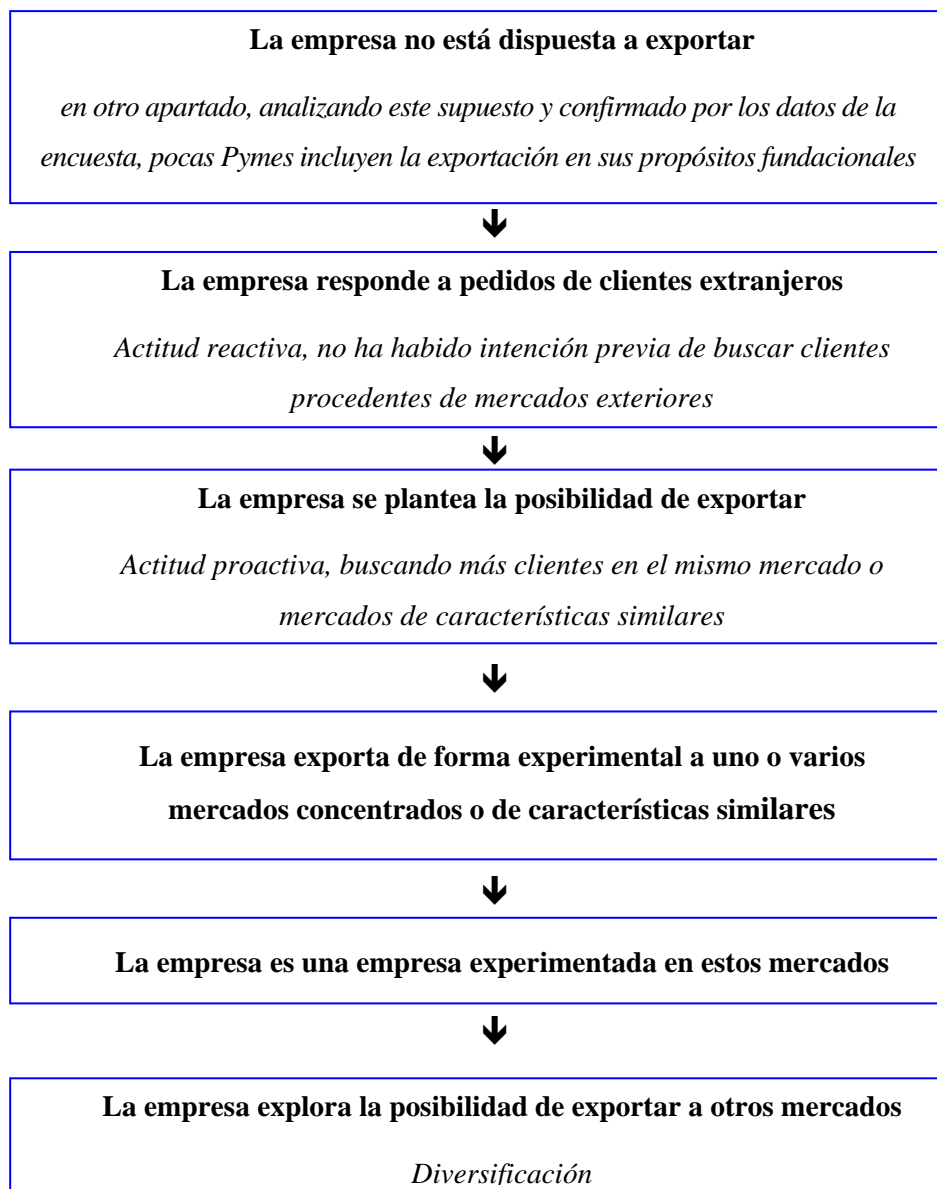 La empresa no está dispuesta a exportar
en otro apartado, analizando este supuesto y confirmado por los datos de la
encuesta, pocas Pymes incluyen la exportación en sus propósitos fundacionales
La empresa responde a pedidos de clientes extranjeros
Actitud reactiva, no ha habido intención previa de buscar clientes
procedentes de mercados exteriores
La empresa se plantea la posibilidad de exportar
Actitud proactiva, buscando más clientes en el mismo mercado o
mercados de características similares
La empresa exporta de forma experimental a uno o varios
mercados concentrados o de características similares
La empresa es una empresa experimentada en estos mercados
La empresa explora la posibilidad de exportar a otros mercados
Diversificación